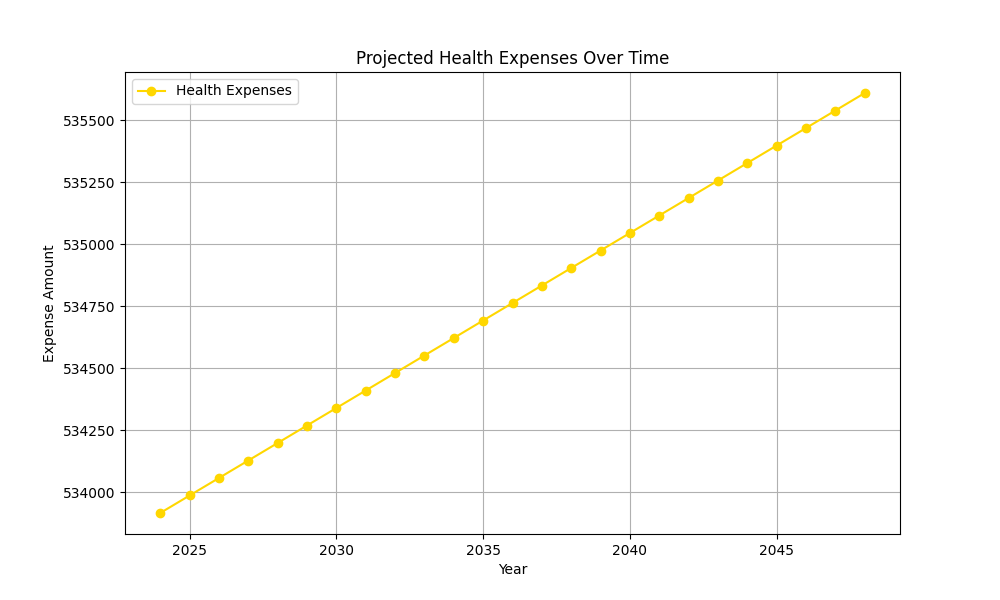 Projected Health Expenses Over Time
Health Expenses
535500
535250
535000
534750
534500
534250
534000
Expense Amount
2025 2030 2035 2040 2045
Year